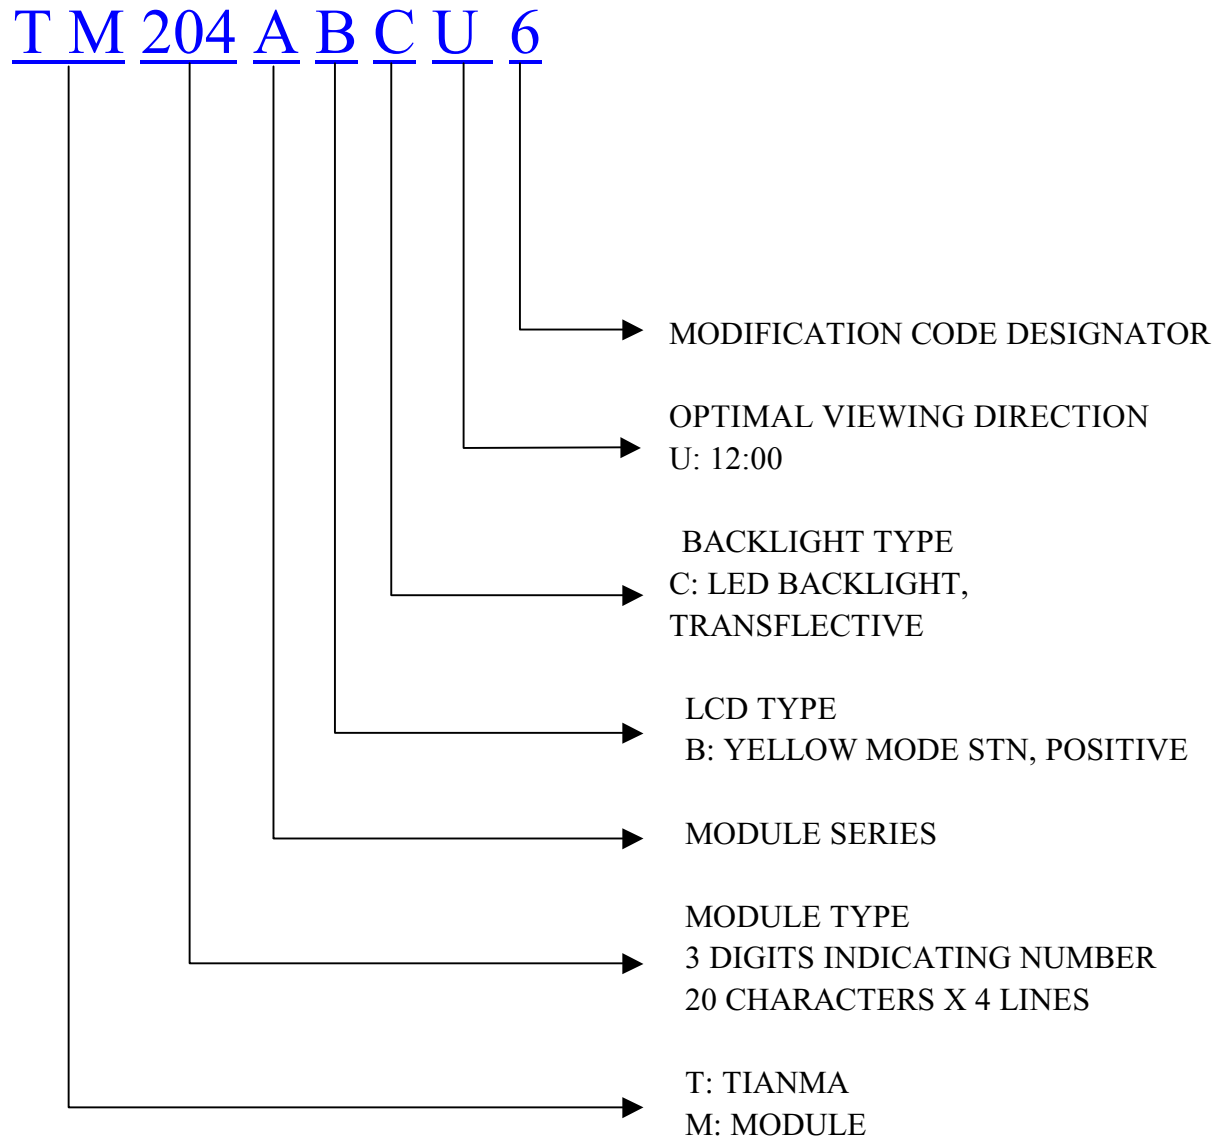 T M 204 A B C U 6
MODIFICATION CODE DESIGNATOR
OPTIMAL VIEWING DIRECTION
U: 12:00
BACKLIGHT TYPE
C: LED BACKLIGHT,
TRANSFLECTIVE
LCD TYPE
B: YELLOW MODE STN, POSITIVE
MODULE SERIES
MODULE TYPE
3 DIGITS INDICATING NUMBER
20 CHARACTERS X 4 LINES
T: TIANMA
M: MODULE